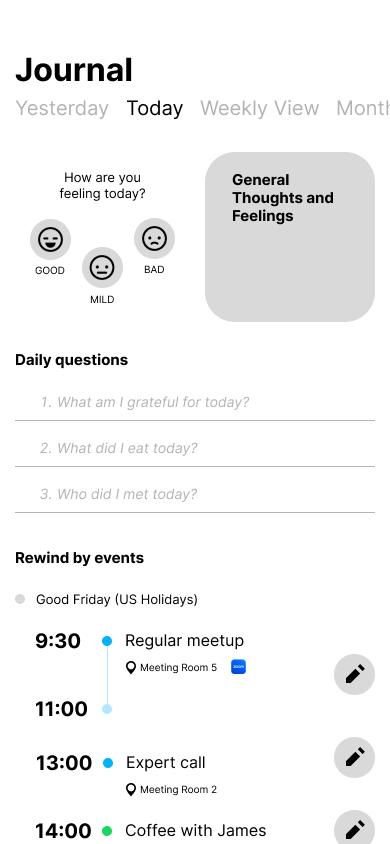 Journal
Yesterday Today Weekly View Month
How are you
feeling today?
GOOD
MILD
BAD
General
Thoughts and
Feelings
Daily questions
1. What am I grateful for today?
2. What did I eat today?
3. Who did I met today?
Rewind by events
Good Friday (US Holidays)
9:30 Regular meetup
Meeting Room 5 zoom
11:00
13:00 Expert call
Meeting Room 2
14:00 Coffee with James